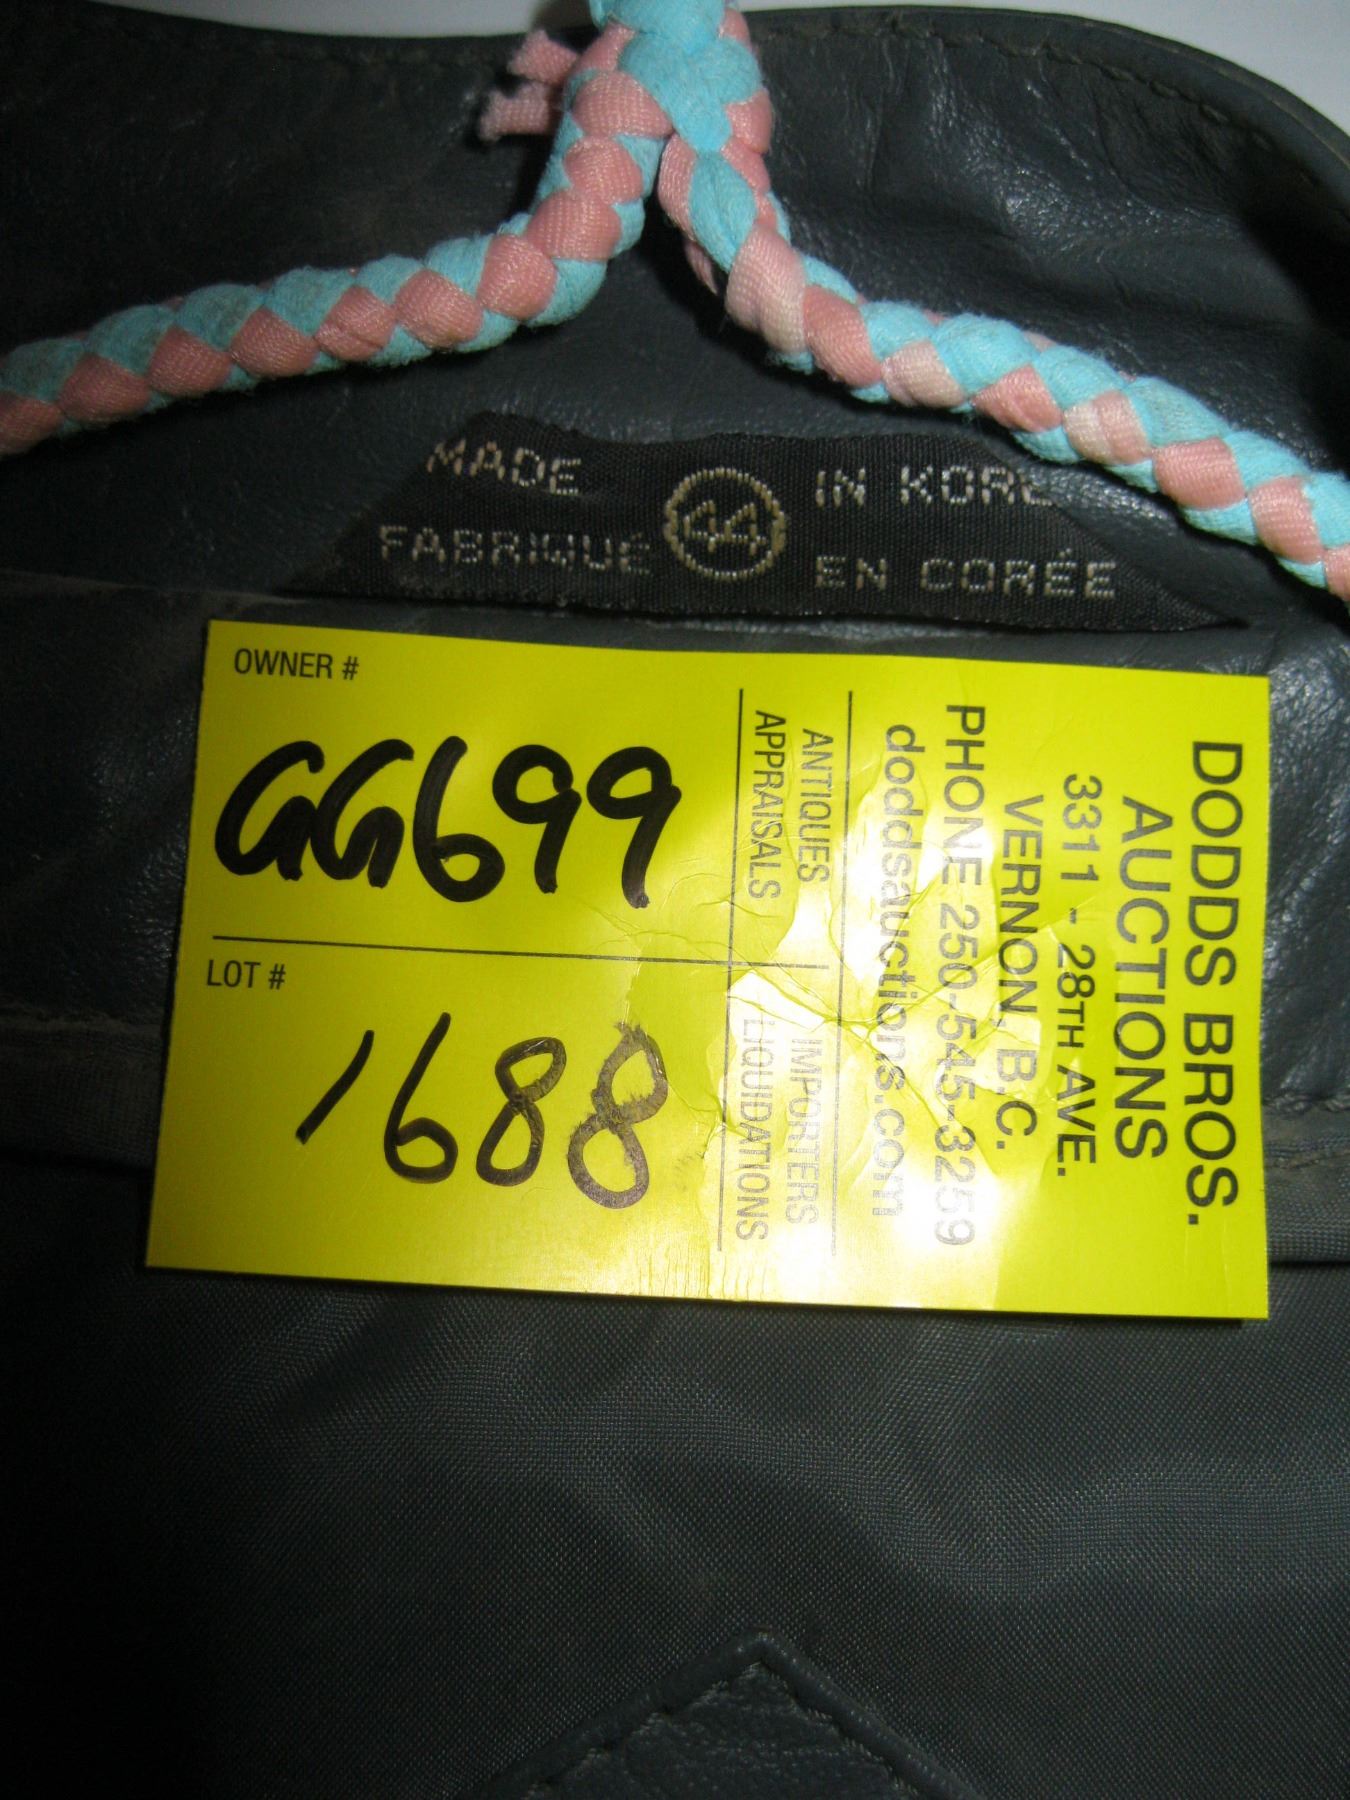 MADE 44 IN KORE
FABRIQUÉ EN CORÉE
OWNER #
GG699
LOT #
1688
DODDS BROS.
AUCTIONS
3311 - 28TH AVE.
VERNON, B.C.
PHONE 250-545-3259
doddsauctions.com
ANTIQUES IMPORTERS
APPRAISALS LIQUIDATIONS